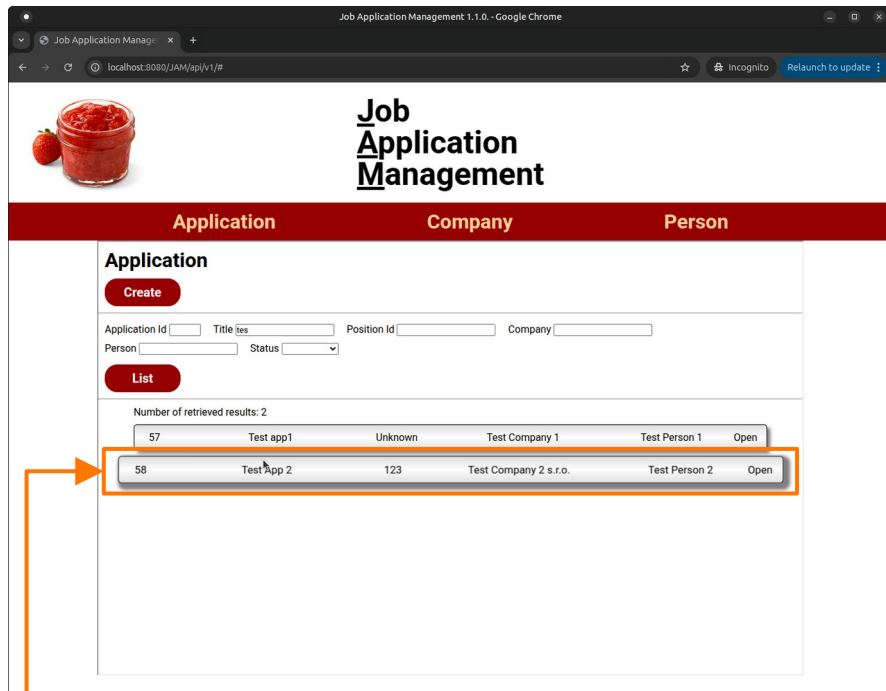 Job Application Management 1.1.0. - Google Chrome
Job Application Manage
localhost:8080/JAM/api/v1/#
Incognito
Relaunch to update
Job
Application
Management
Application Company Person
Application
Create
Application Id Title tes Position Id Company
Person Status
List
Number of retrieved results: 2
57 Test app1 Unknown Test Company 1 Test Person 1 Open
58 Test App 2 123 Test Company 2 s.r.o. Test Person 2 Open